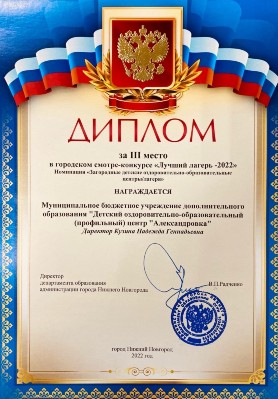 ДИПЛОМ
за III место
в городском смотре-конкурсе «Лучший лагерь -2022»
Номинация «Загородные детские оздоровительно-образовательные
центры/лагеря»
НАГРАЖДАЕТСЯ
Муниципальное бюджетное учреждение дополнительного
образования "Детский оздоровительно-образовательный
(профильный) центр "Александровка"
Директор Кузина Надежда Геннадьевна
Директор
департамента образования
администрации города Нижнего Новгорода
В.П.Радченко
город Нижний Новгород
2022 год